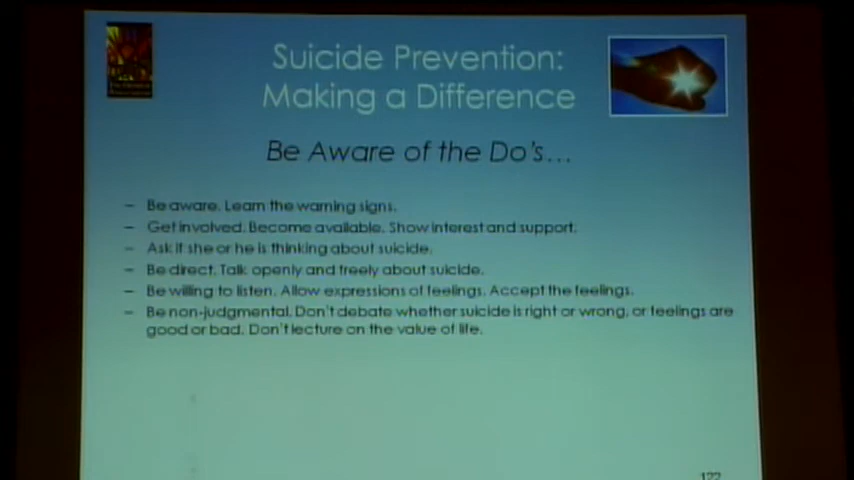 Suicide Prevention:
Making a Difference
Be Aware of the Do's...
– Be aware. Learn the warning signs.
– Get involved. Become available. Show interest and support.
– Ask if she or he is thinking about suicide.
– Be direct. Talk openly and freely about suicide.
– Be willing to listen. Allow expressions of feelings. Accept the feelings.
– Be non-judgmental. Don't debate whether suicide is right or wrong, or feelings are
good or bad. Don't lecture on the value of life.